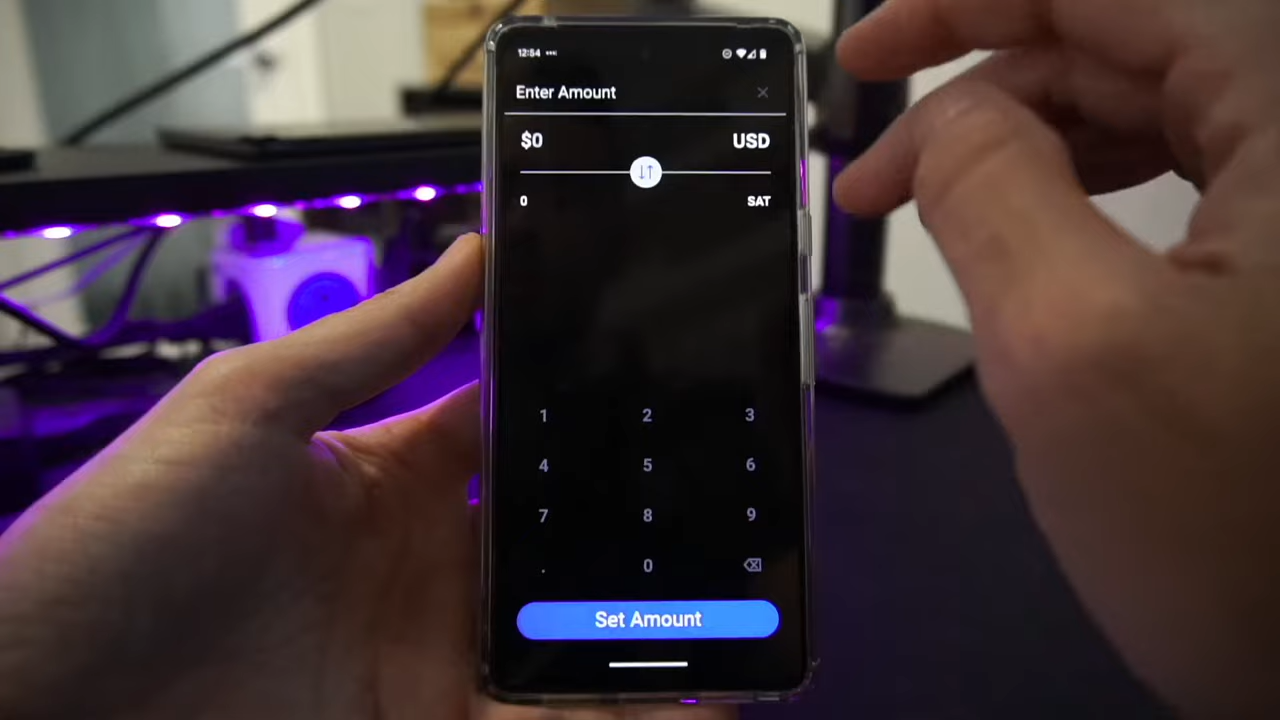 12:54
Enter Amount
$0 USD
0 SAT
1 2 3
4 5 6
7 8 9
. 0
Set Amount